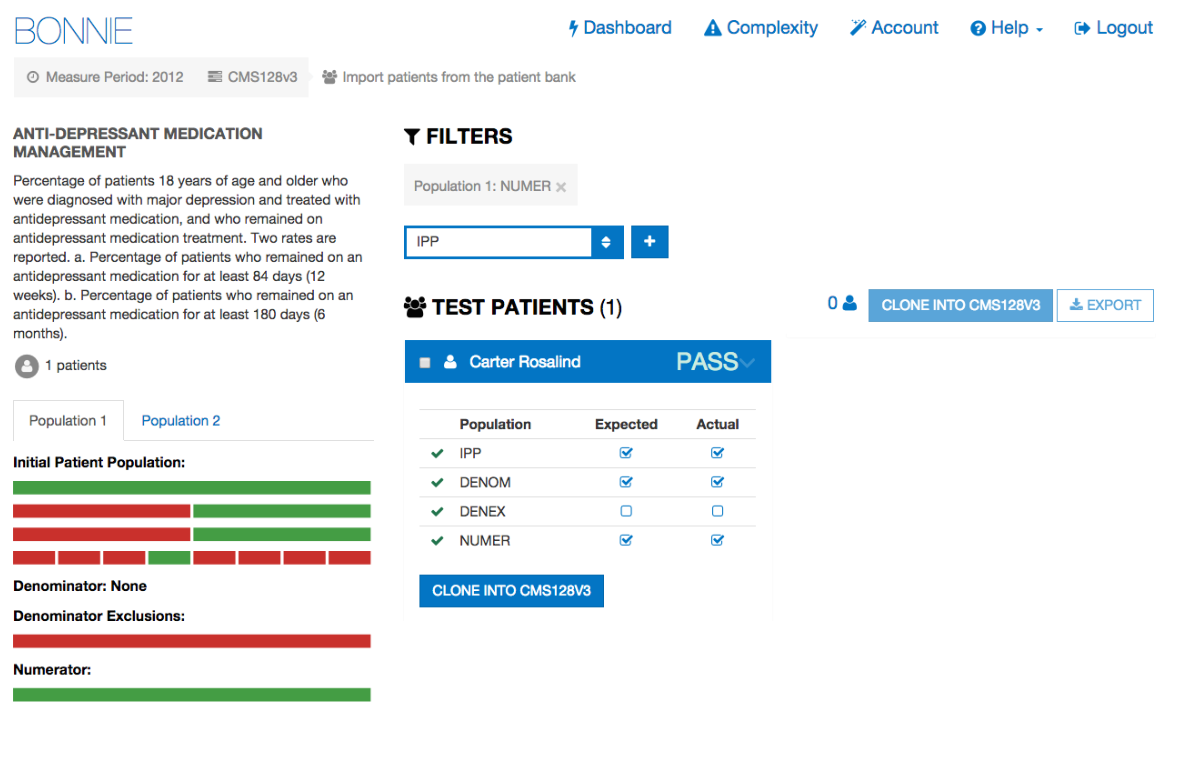 BONNIE
Dashboard Complexity Account Help Logout
Measure Period: 2012 CMS128v3 Import patients from the patient bank
ANTI-DEPRESSANT MEDICATION
MANAGEMENT
Percentage of patients 18 years of age and older who
were diagnosed with major depression and treated with
antidepressant medication, and who remained on
antidepressant medication treatment. Two rates are
reported. a. Percentage of patients who remained on an
antidepressant medication for at least 84 days (12
weeks). b. Percentage of patients who remained on an
antidepressant medication for at least 180 days (6
months).
1 patients
Population 1 Population 2
Initial Patient Population:
Denominator: None
Denominator Exclusions:
Numerator:
FILTERS
Population 1: NUMER ×
IPP
TEST PATIENTS (1)
0 CLONE INTO CMS128V3 EXPORT
Carter Rosalind PASS
Population Expected Actual
IPP
DENOM
DENEX
NUMER
CLONE INTO CMS128V3